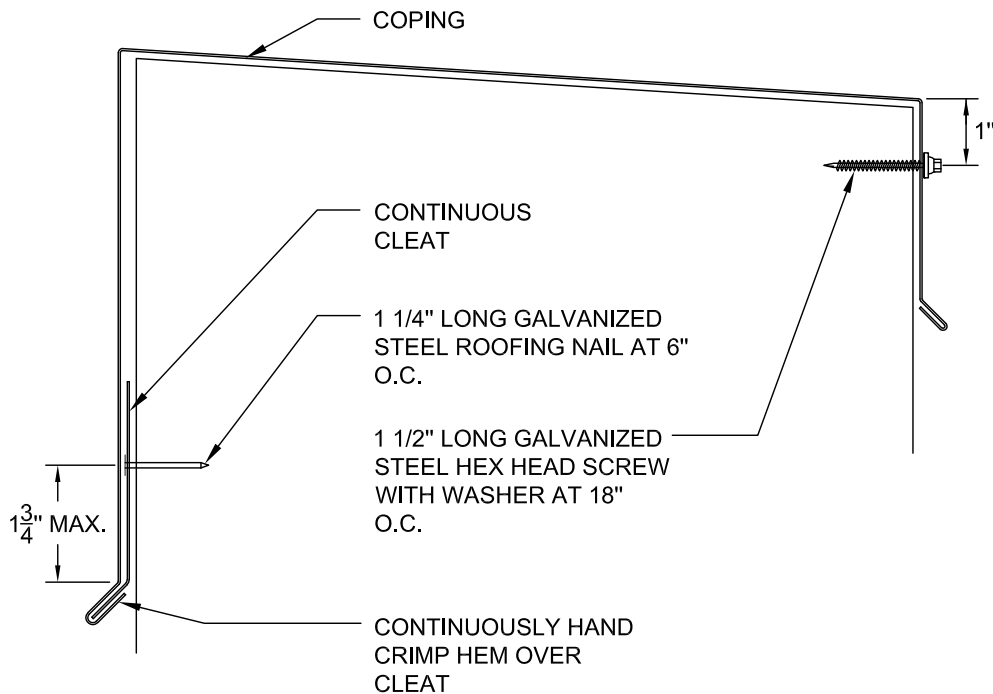 COPING
1"
CONTINUOUS
CLEAT
1 1/4" LONG GALVANIZED
STEEL ROOFING NAIL AT 6"
O.C.
1 1/2" LONG GALVANIZED
STEEL HEX HEAD SCREW
WITH WASHER AT 18"
O.C.
1 3/4" MAX.
CONTINUOUSLY HAND
CRIMP HEM OVER
CLEAT